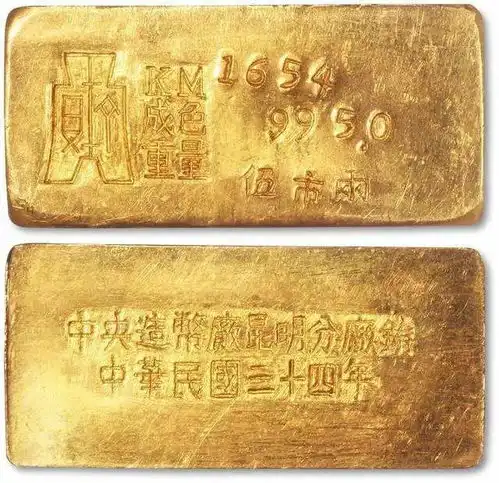 KM 1654
成色 995.0
重量 伍市两
中央造幣廠昆明分廠鑄
中華民國三十四年